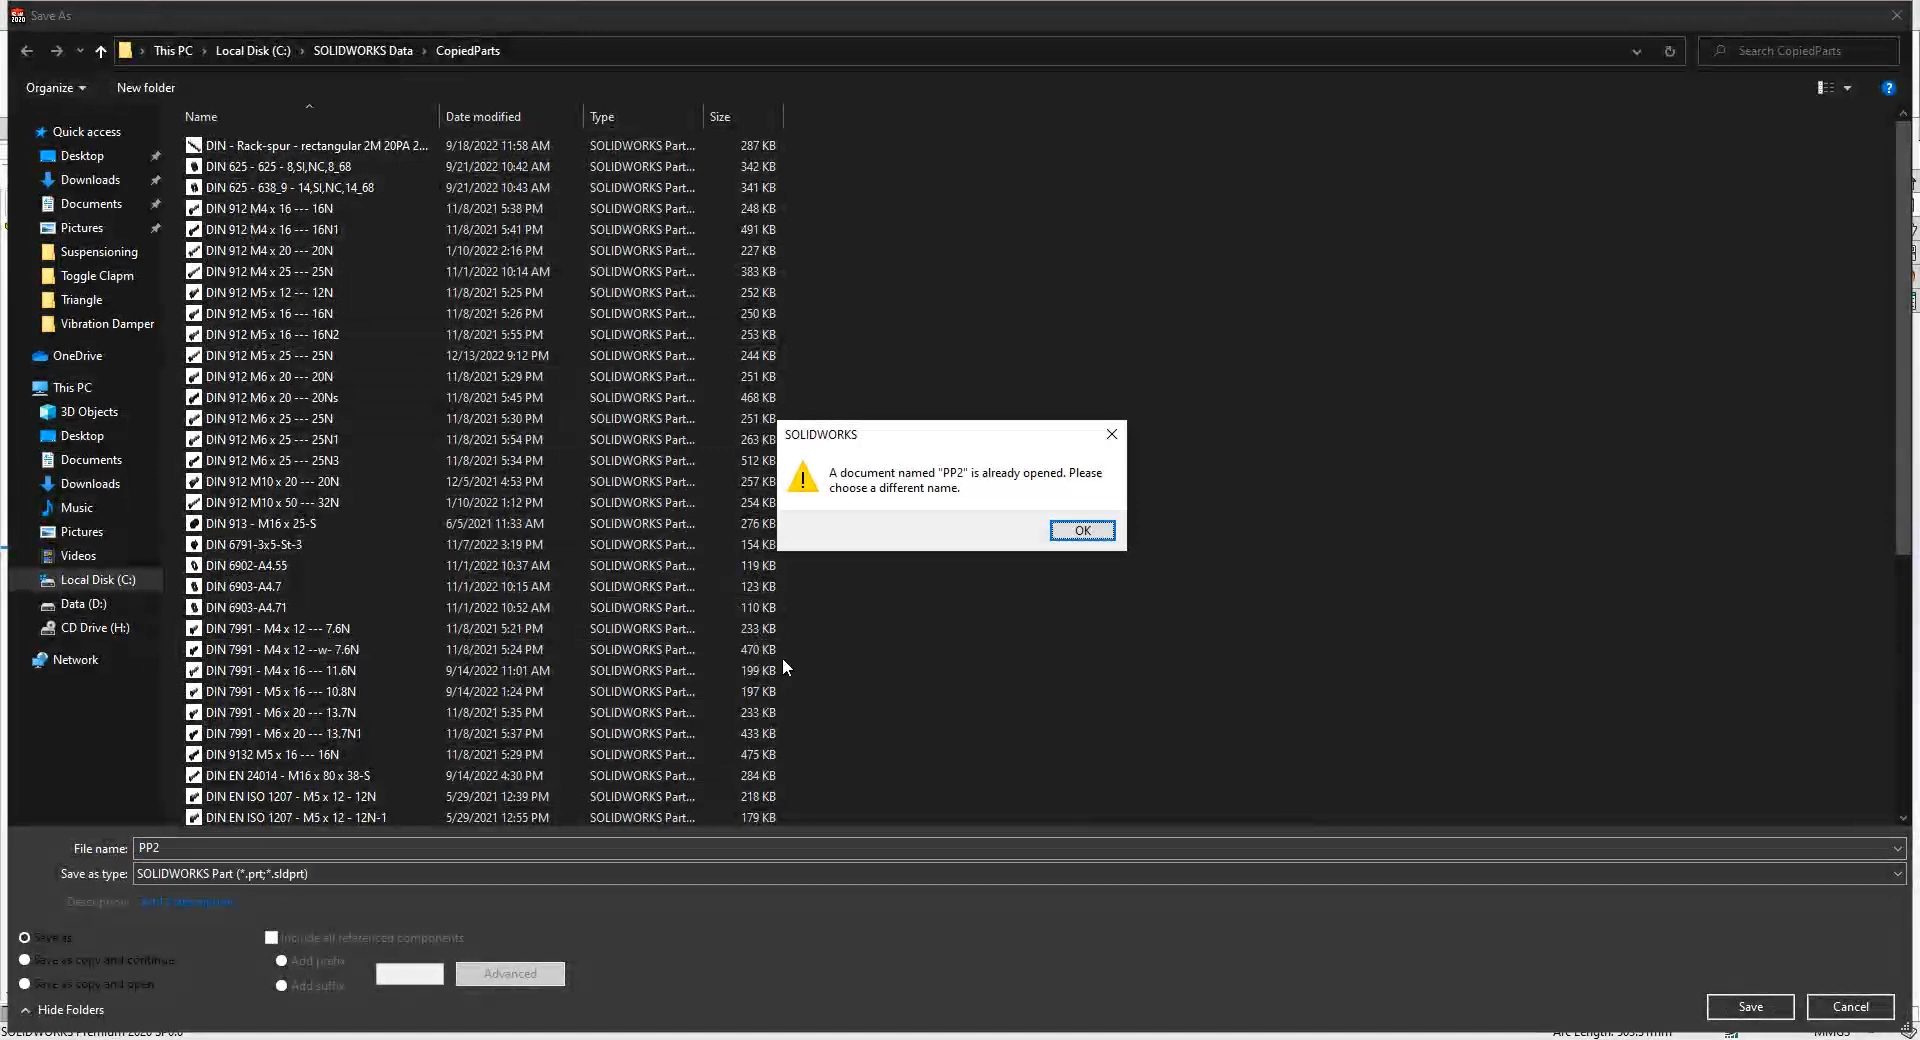 Save As
This PC > Local Disk (C:) > SOLIDWORKS Data > CopiedParts
Search CopiedParts
Organize
New folder
Name
Date modified
Type
Size
Quick access
Desktop
Downloads
Documents
Pictures
Suspensioning
Toggle Clapm
Triangle
Vibration Damper
OneDrive
This PC
3D Objects
Desktop
Documents
Downloads
Music
Pictures
Videos
Local Disk (C:)
Data (D:)
CD Drive (H:)
Network
DIN - Rack-spur - rectangular 2M 20PA 2... 9/18/2022 11:58 AM SOLIDWORKS Part... 287 KB
DIN 625 - 625 - 8,SI,NC,8_68 9/21/2022 10:42 AM SOLIDWORKS Part... 342 KB
DIN 625 - 638_9 - 14,SI,NC,14_68 9/21/2022 10:43 AM SOLIDWORKS Part... 341 KB
DIN 912 M4 x 16 --- 16N 11/8/2021 5:38 PM SOLIDWORKS Part... 248 KB
DIN 912 M4 x 16 --- 16N1 11/8/2021 5:41 PM SOLIDWORKS Part... 491 KB
DIN 912 M4 x 20 --- 20N 1/10/2022 2:16 PM SOLIDWORKS Part... 227 KB
DIN 912 M4 x 25 --- 25N 11/1/2022 10:14 AM SOLIDWORKS Part... 383 KB
DIN 912 M5 x 12 --- 12N 11/8/2021 5:25 PM SOLIDWORKS Part... 252 KB
DIN 912 M5 x 16 --- 16N 11/8/2021 5:26 PM SOLIDWORKS Part... 250 KB
DIN 912 M5 x 16 --- 16N2 11/8/2021 5:55 PM SOLIDWORKS Part... 253 KB
DIN 912 M5 x 25 --- 25N 12/13/2022 9:12 PM SOLIDWORKS Part... 244 KB
DIN 912 M6 x 20 --- 20N 11/8/2021 5:29 PM SOLIDWORKS Part... 251 KB
DIN 912 M6 x 20 --- 20Ns 11/8/2021 5:45 PM SOLIDWORKS Part... 468 KB
DIN 912 M6 x 25 --- 25N 11/8/2021 5:30 PM SOLIDWORKS Part... 251 KB
DIN 912 M6 x 25 --- 25N1 11/8/2021 5:54 PM SOLIDWORKS Part... 263 KB
DIN 912 M6 x 25 --- 25N3 11/8/2021 5:34 PM SOLIDWORKS Part... 512 KB
DIN 912 M10 x 20 --- 20N 12/5/2021 4:53 PM SOLIDWORKS Part... 257 KB
DIN 912 M10 x 50 --- 32N 1/10/2022 1:12 PM SOLIDWORKS Part... 254 KB
DIN 913 - M16 x 25-S 6/5/2021 11:33 AM SOLIDWORKS Part... 276 KB
DIN 6791-3x5-St-3 11/7/2022 3:19 PM SOLIDWORKS Part... 154 KB
DIN 6902-A4.55 11/1/2022 10:37 AM SOLIDWORKS Part... 119 KB
DIN 6903-A4.7 11/1/2022 10:15 AM SOLIDWORKS Part... 123 KB
DIN 6903-A4.71 11/1/2022 10:52 AM SOLIDWORKS Part... 110 KB
DIN 7991 - M4 x 12 --- 7.6N 11/8/2021 5:21 PM SOLIDWORKS Part... 233 KB
DIN 7991 - M4 x 12 --w- 7.6N 11/8/2021 5:24 PM SOLIDWORKS Part... 470 KB
DIN 7991 - M4 x 16 --- 11.6N 9/14/2022 11:01 AM SOLIDWORKS Part... 199 KB
DIN 7991 - M5 x 16 --- 10.8N 9/14/2022 1:24 PM SOLIDWORKS Part... 197 KB
DIN 7991 - M6 x 20 --- 13.7N 11/8/2021 5:35 PM SOLIDWORKS Part... 233 KB
DIN 7991 - M6 x 20 --- 13.7N1 11/8/2021 5:37 PM SOLIDWORKS Part... 433 KB
DIN 9132 M5 x 16 --- 16N 11/8/2021 5:29 PM SOLIDWORKS Part... 475 KB
DIN EN 24014 - M16 x 80 x 38-S 9/14/2022 4:30 PM SOLIDWORKS Part... 284 KB
DIN EN ISO 1207 - M5 x 12 - 12N 5/29/2021 12:39 PM SOLIDWORKS Part... 218 KB
DIN EN ISO 1207 - M5 x 12 - 12N-1 5/29/2021 12:55 PM SOLIDWORKS Part... 179 KB
SOLIDWORKS
A document named "PP2" is already opened. Please
choose a different name.
OK
File name: PP2
Save as type: SOLIDWORKS Part (*.prt;*.sldprt)
Description: Add a description
Save as
Save as copy and continue
Save as copy and open
Include all referenced components
Add prefix
Add suffix
Advanced
Hide Folders
Save
Cancel
SOLIDWORKS Premium 2020 SP0.0
MMGS